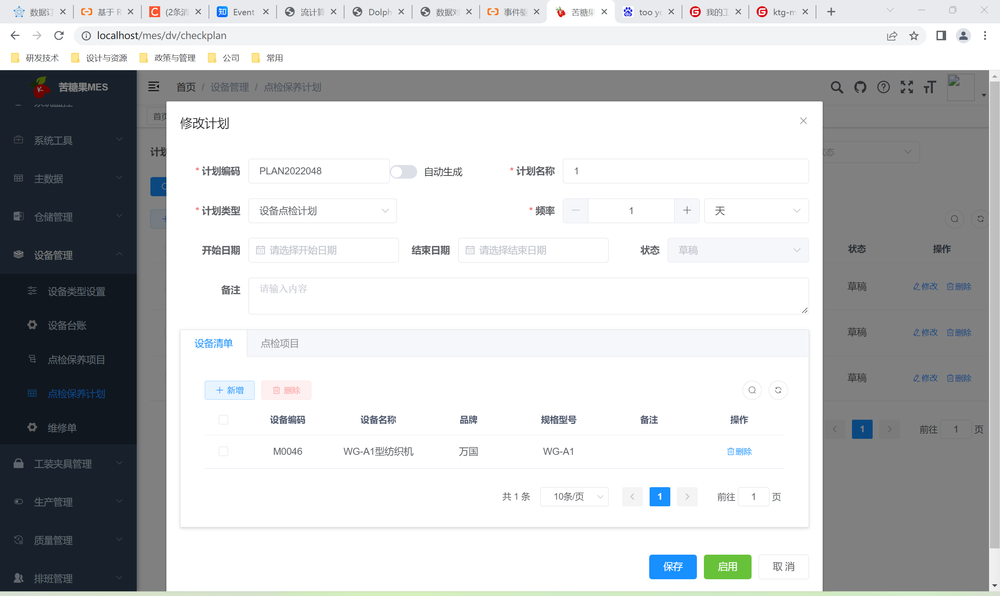 数据订 基于 R (2条消 Event 流计算 Dolph 数据对 事件驱 苦糖果 too yo 我的工 ktg-m
localhost/mes/dv/checkplan
研发技术 设计与资源 政策与管理 公司 常用
苦糖果MES
首页 / 设备管理 / 点检保养计划
系统监控
系统工具
主数据
仓储管理
设备管理
设备类型设置
设备台账
点检保养项目
点检保养计划
维修单
工装夹具管理
生产管理
质量管理
排班管理
首页
计划
状态
修改计划
* 计划编码 PLAN2022048 自动生成 * 计划名称 1
* 计划类型 设备点检计划 * 频率 1 天
开始日期 请选择开始日期 结束日期 请选择结束日期 状态 草稿
备注 请输入内容
设备清单 点检项目
新增 删除
设备编码 设备名称 品牌 规格型号 备注 操作
M0046 WG-A1型纺织机 万国 WG-A1 删除
共 1 条 10条/页 1 前往 1 页
保存 启用 取 消
状态 操作
草稿 修改 删除
草稿 修改 删除
草稿 修改 删除
1 前往 1 页